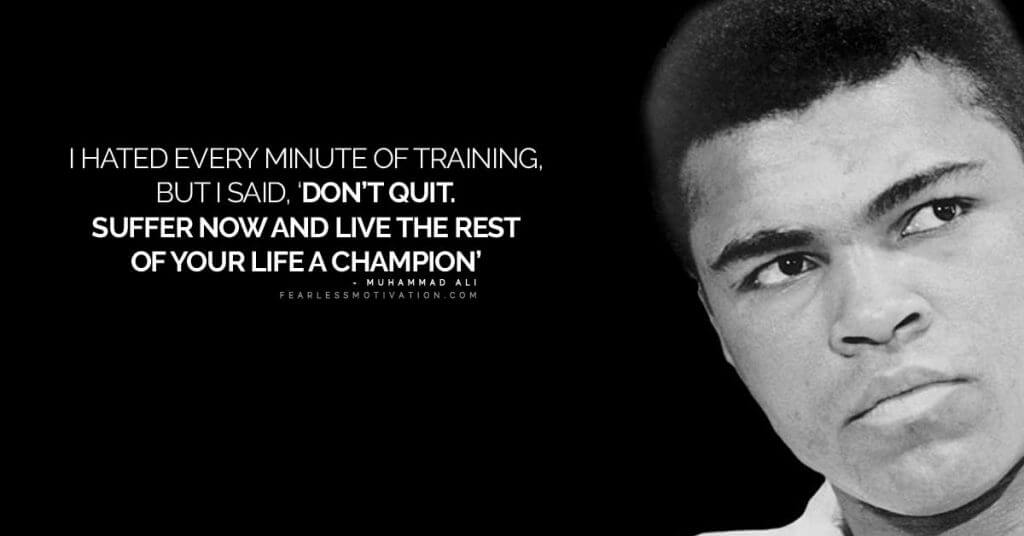 I HATED EVERY MINUTE OF TRAINING,
BUT I SAID, ‘DON’T QUIT.
SUFFER NOW AND LIVE THE REST
OF YOUR LIFE A CHAMPION’
- MUHAMMAD ALI
FEARLESSMOTIVATION.COM